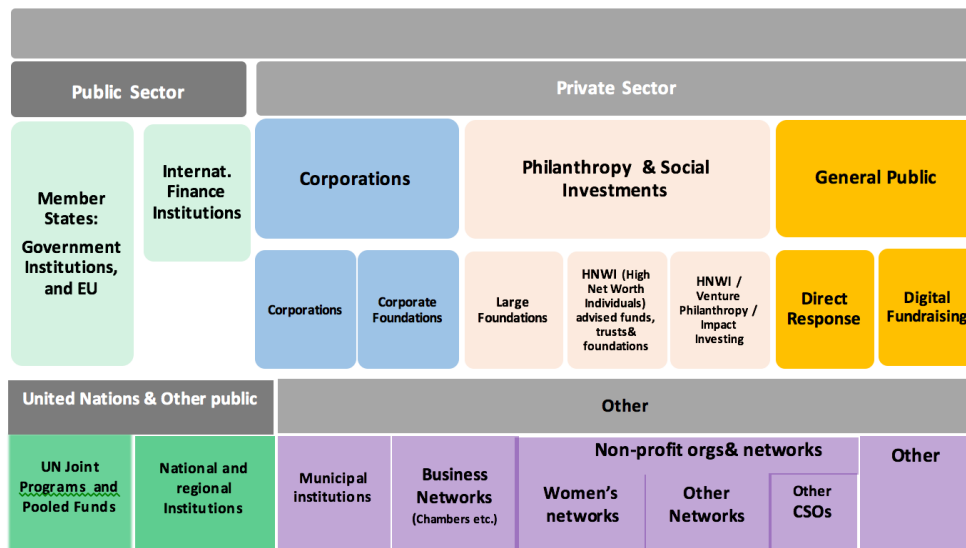 Public Sector
Private Sector
Member
States:
Government
Institutions,
and EU
Internat.
Finance
Institutions
Corporations
Philanthropy & Social
Investments
General Public
Corporations
Corporate
Foundations
Large
Foundations
HNWI (High
Net Worth
Individuals)
advised funds,
trusts&
foundations
HNWI /
Venture
Philanthropy /
Impact
Investing
Direct
Response
Digital
Fundraising
United Nations & Other public
Other
UN Joint
Programs and
Pooled Funds
National and
regional
Institutions
Municipal
institutions
Business
Networks
(Chambers etc.)
Non-profit orgs& networks
Women’s
networks
Other
Networks
Other
CSOs
Other